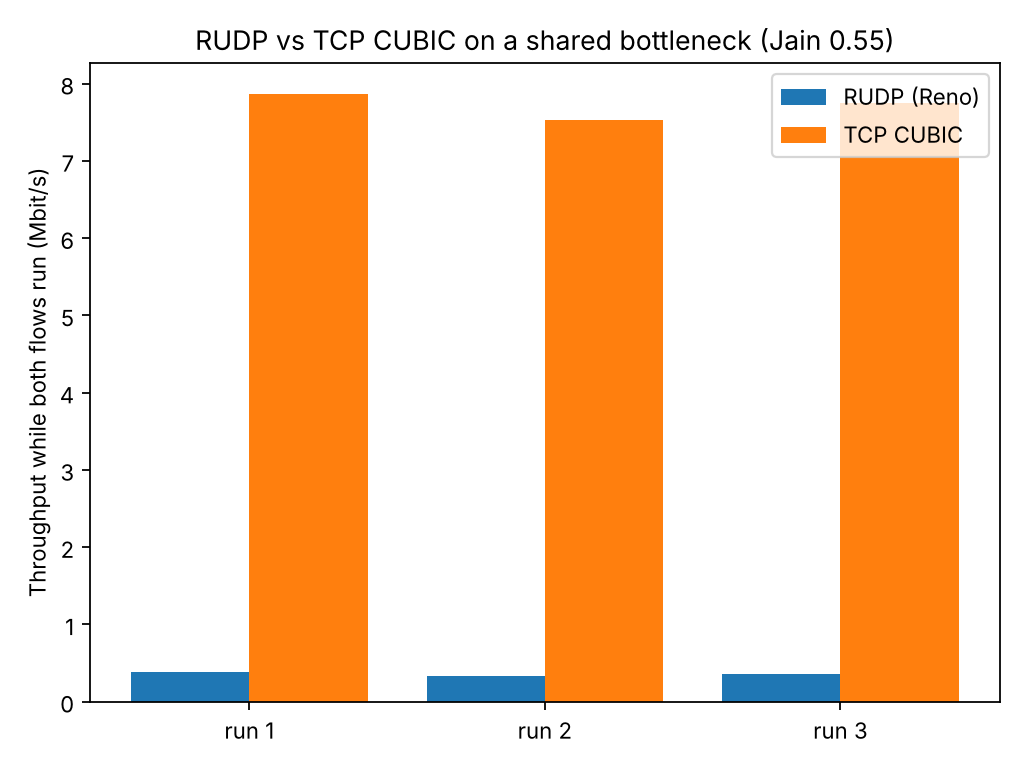 RUDP vs TCP CUBIC on a shared bottleneck (Jain 0.55)
Throughput while both flows run (Mbit/s)
8
7
6
5
4
3
2
1
0
RUDP (Reno)
TCP CUBIC
run 1
run 2
run 3